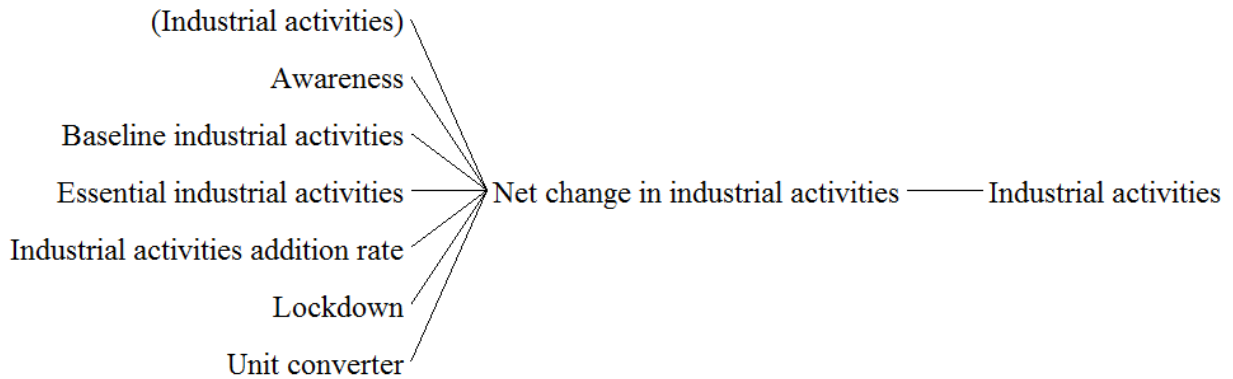 (Industrial activities)
Awareness
Baseline industrial activities
Essential industrial activities
Net change in industrial activities
Industrial activities
Industrial activities addition rate
Lockdown
Unit converter